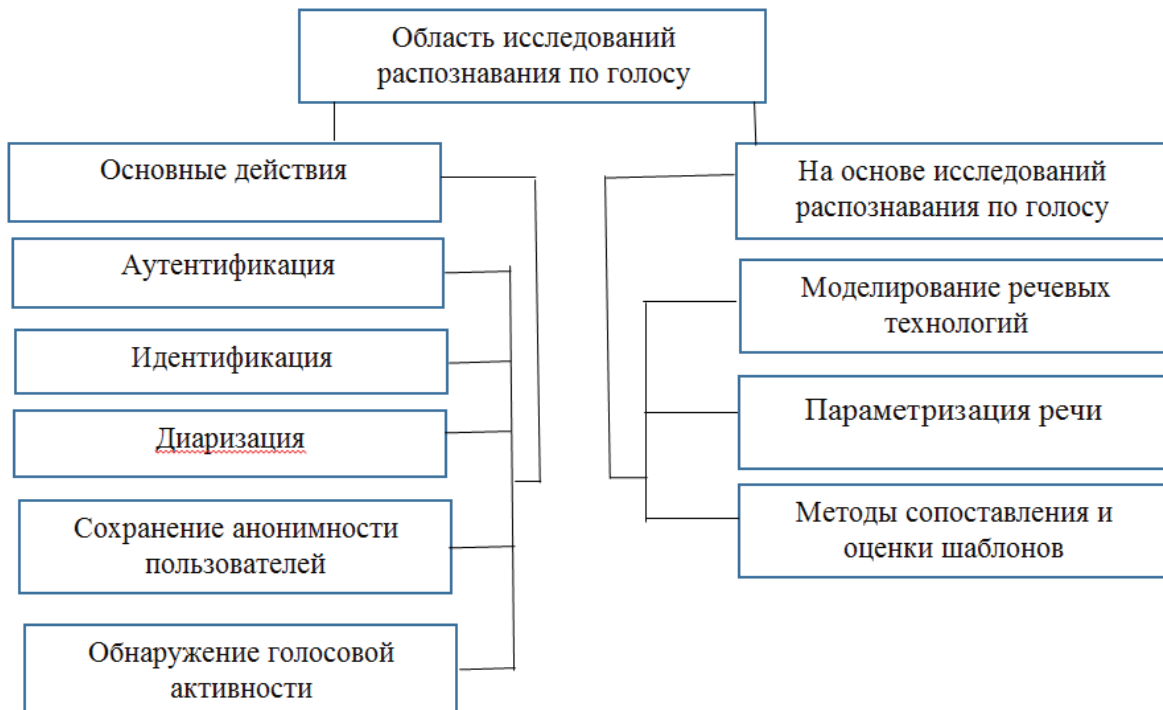 Область исследований
распознавания по голосу
Основные действия
Аутентификация
Идентификация
Диаризация
Сохранение анонимности
пользователей
Обнаружение голосовой
активности
На основе исследований
распознавания по голосу
Моделирование речевых
технологий
Параметризация речи
Методы сопоставления и
оценки шаблонов